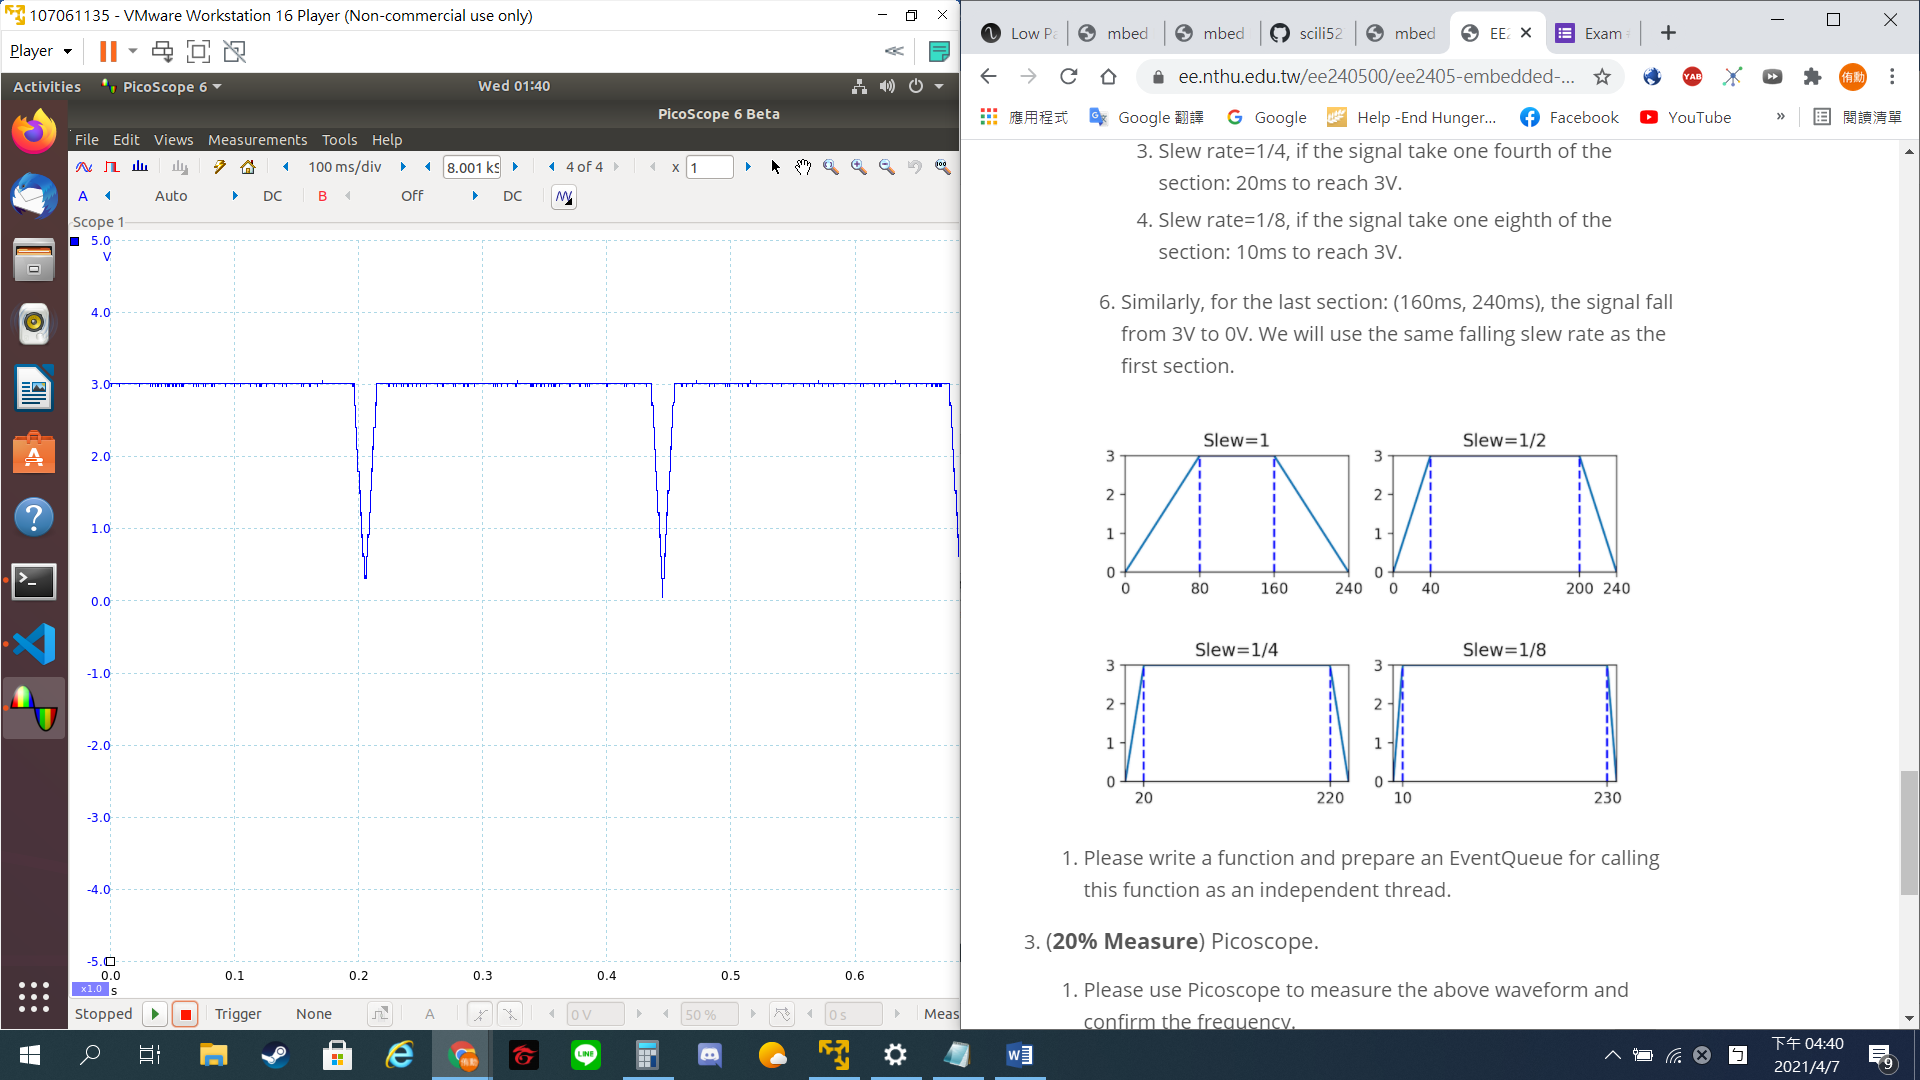 107061135 - VMware Workstation 16 Player (Non-commercial use only)
Player
Activities
PicoScope 6
Wed 01:40
PicoScope 6 Beta
File Edit Views Measurements Tools Help
100 ms/div
8.001 kS
4 of 4
x 1
A Auto DC B Off DC
Scope 1
5.0
V
4.0
3.0
2.0
1.0
0.0
-1.0
-2.0
-3.0
-4.0
-5.0
0.0 0.1 0.2 0.3 0.4 0.5 0.6
x1.0 s
Stopped Trigger None A 0 V 50 % 0 s Meas
mbed
mbed
scili52
mbed
Exam
ee.nthu.edu.tw/ee240500/ee2405-embedded-...
YAB
侑勳
應用程式 Google 翻譯 Google Help -End Hunger... Facebook YouTube » 閱讀清單
3. Slew rate=1/4, if the signal take one fourth of the
section: 20ms to reach 3V.
4. Slew rate=1/8, if the signal take one eighth of the
section: 10ms to reach 3V.
6. Similarly, for the last section: (160ms, 240ms), the signal fall
from 3V to 0V. We will use the same falling slew rate as the
first section.
Slew=1
3
2
1
0
0 80 160 240
Slew=1/2
3
2
1
0
0 40 200 240
Slew=1/4
3
2
1
0
20 220
Slew=1/8
3
2
1
0
10 230
1. Please write a function and prepare an EventQueue for calling
this function as an independent thread.
3. (20% Measure) Picoscope.
1. Please use Picoscope to measure the above waveform and
confirm the frequency.
LINE
下午 04:40
2021/4/7
9